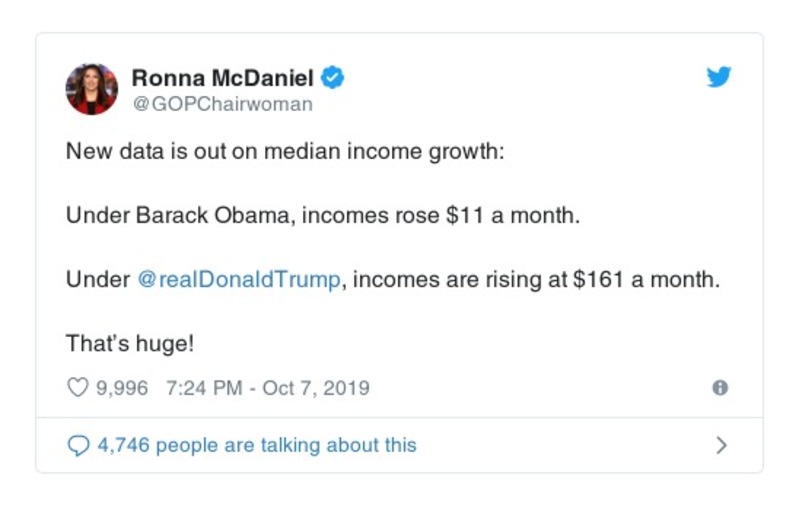 Ronna McDaniel
@GOPChairwoman
New data is out on median income growth:
Under Barack Obama, incomes rose $11 a month.
Under @realDonaldTrump, incomes are rising at $161 a month.
That’s huge!
9,996 7:24 PM - Oct 7, 2019
4,746 people are talking about this